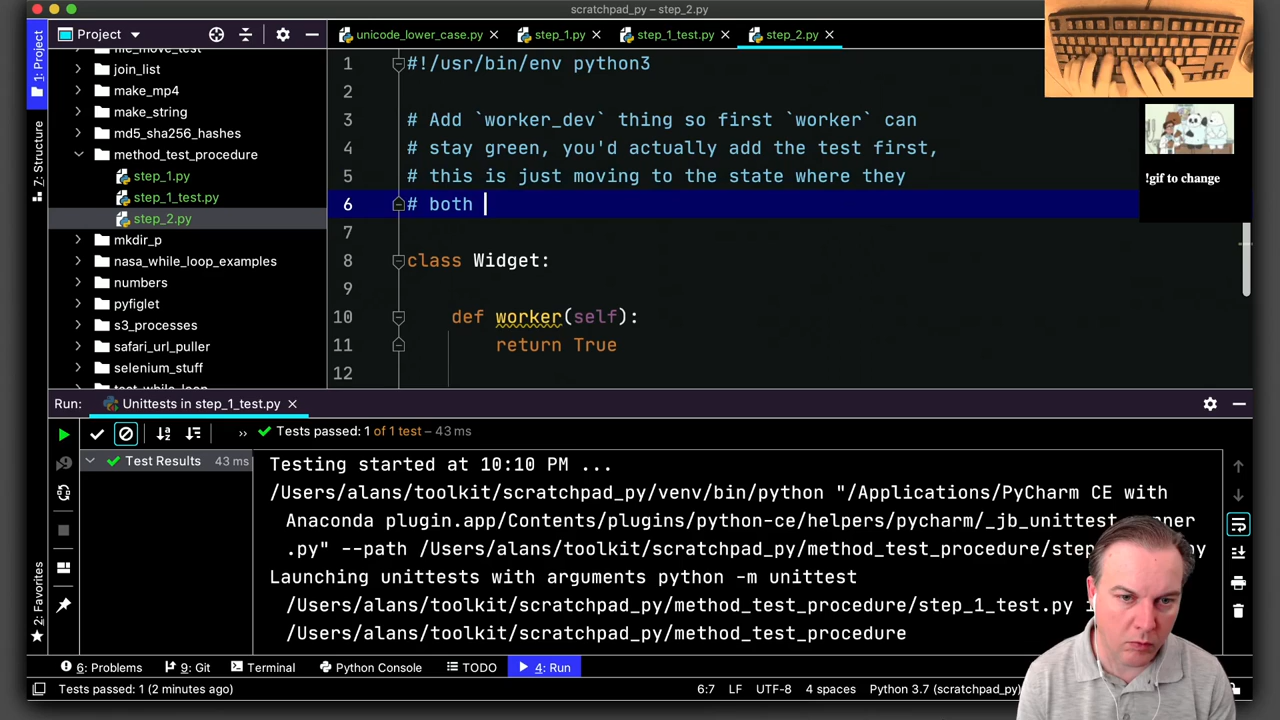 scratchpad_py – step_2.py
Project
unicode_lower_case.py
step_1.py
step_1_test.py
step_2.py
1: Project
7: Structure
2: Favorites
join_list
make_mp4
make_string
md5_sha256_hashes
method_test_procedure
step_1.py
step_1_test.py
step_2.py
mkdir_p
nasa_while_loop_examples
numbers
pyfiglet
s3_processes
safari_url_puller
selenium_stuff
1 #!/usr/bin/env python3
2
3 # Add `worker_dev` thing so first `worker` can
4 # stay green, you'd actually add the test first,
5 # this is just moving to the state where they
6 # both
7
8 class Widget:
9
10 def worker(self):
11 return True
12
!gif to change
Run: Unittests in step_1_test.py
» Tests passed: 1 of 1 test – 43 ms
Test Results 43 ms
Testing started at 10:10 PM ...
/Users/alans/toolkit/scratchpad_py/venv/bin/python "/Applications/PyCharm CE with
Anaconda plugin.app/Contents/plugins/python-ce/helpers/pycharm/_jb_unittest
.py" --path /Users/alans/toolkit/scratchpad_py/method_test_procedure/
Launching unittests with arguments python -m unittest
/Users/alans/toolkit/scratchpad_py/method_test_procedure/step_1_test.py
/Users/alans/toolkit/scratchpad_py/method_test_procedure
6: Problems
9: Git
Terminal
Python Console
TODO
4: Run
Tests passed: 1 (2 minutes ago)
6:7 LF UTF-8 4 spaces Python 3.7 (scratchpad_py)